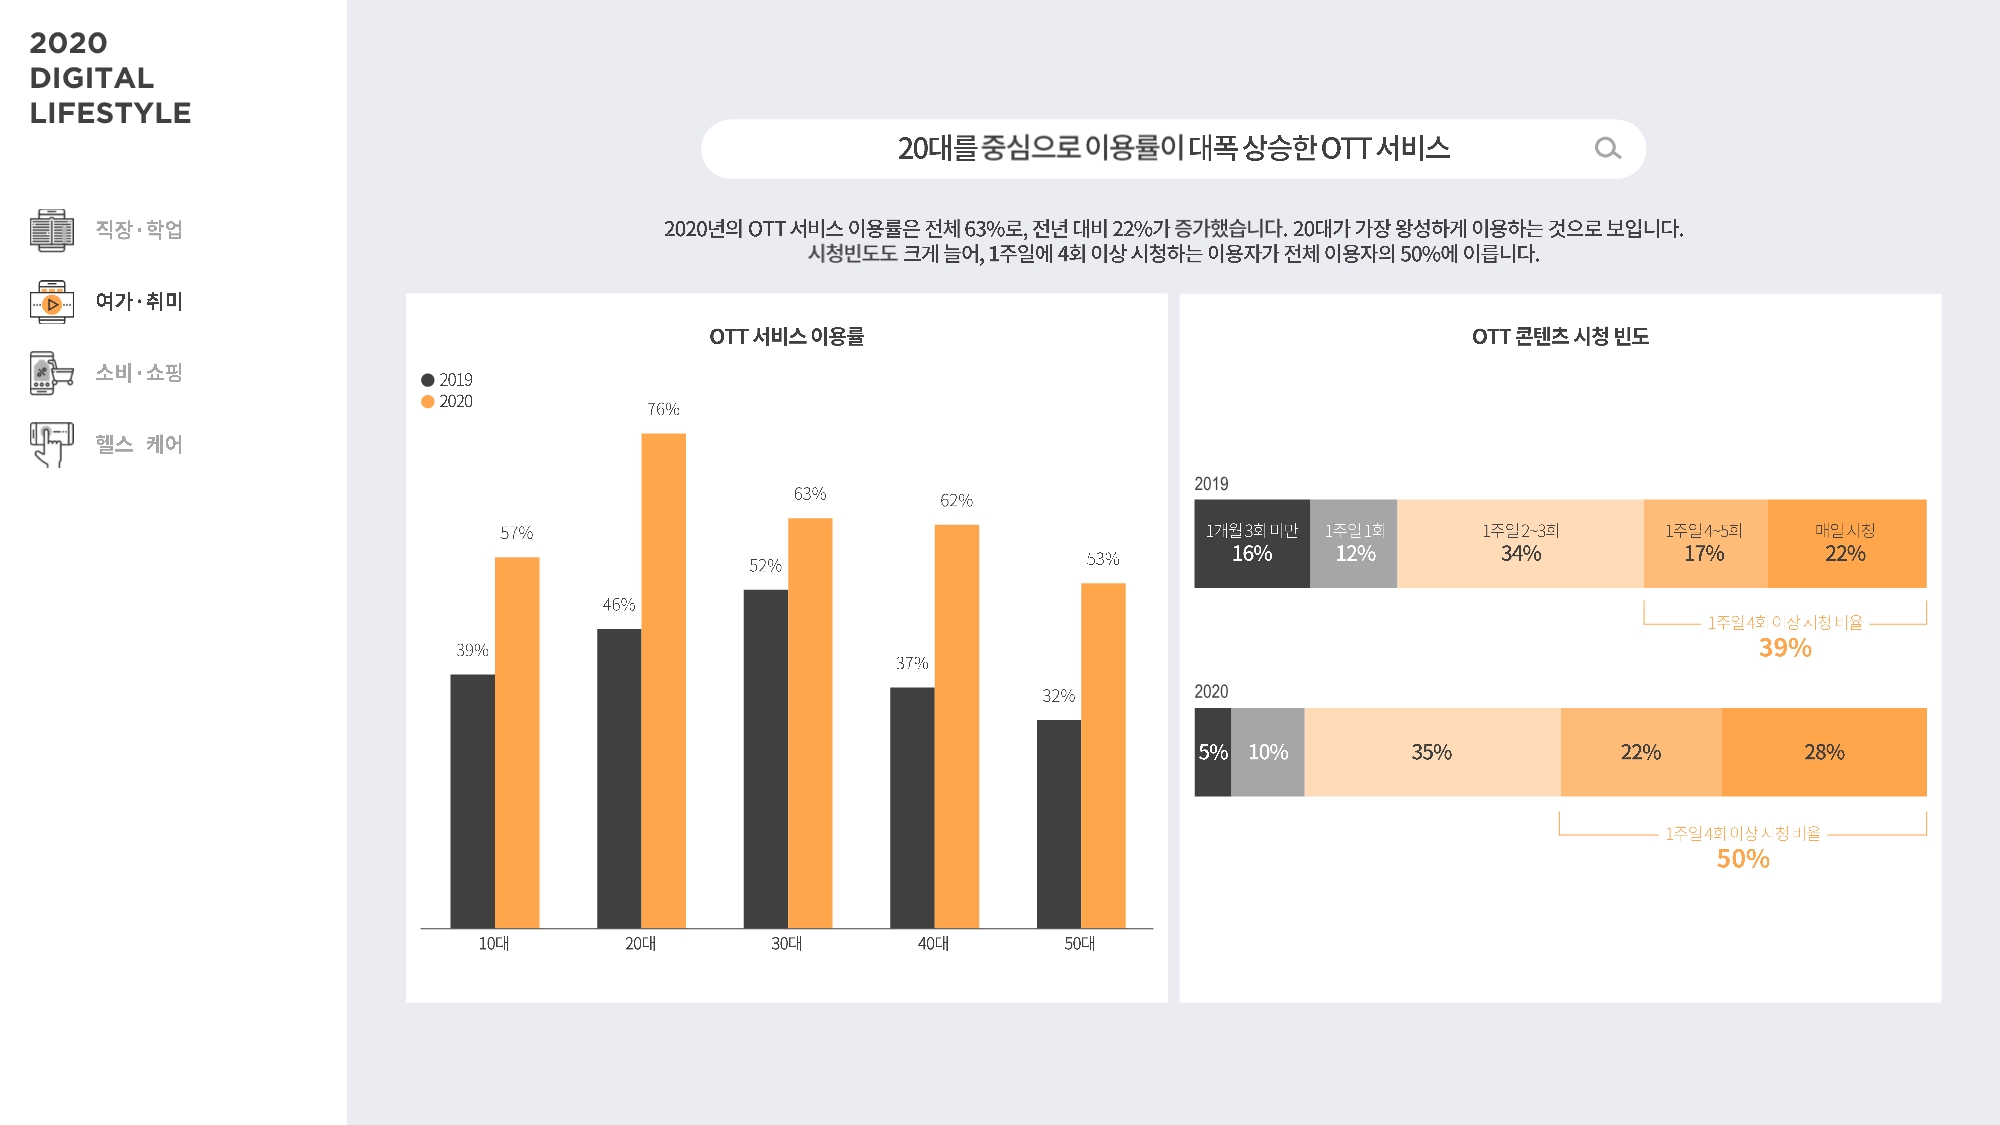 2020
DIGITAL
LIFESTYLE
직장·학업
여가·취미
소비·쇼핑
헬스 케어
20대를 중심으로 이용률이 대폭 상승한 OTT 서비스
2020년의 OTT 서비스 이용률은 전체 63%로, 전년 대비 22%가 증가했습니다. 20대가 가장 왕성하게 이용하는 것으로 보입니다.
시청빈도도 크게 늘어, 1주일에 4회 이상 시청하는 이용자가 전체 이용자의 50%에 이릅니다.
OTT 서비스 이용률
2019
2020
39%
57%
46%
76%
52%
63%
37%
62%
32%
53%
10대
20대
30대
40대
50대
OTT 콘텐츠 시청 빈도
2019
1개월 3회 미만
16%
1주일 1회
12%
1주일 2~3회
34%
1주일 4~5회
17%
매일 시청
22%
1주일 4회 이상 시청 비율
39%
2020
5%
10%
35%
22%
28%
1주일 4회 이상 시청 비율
50%